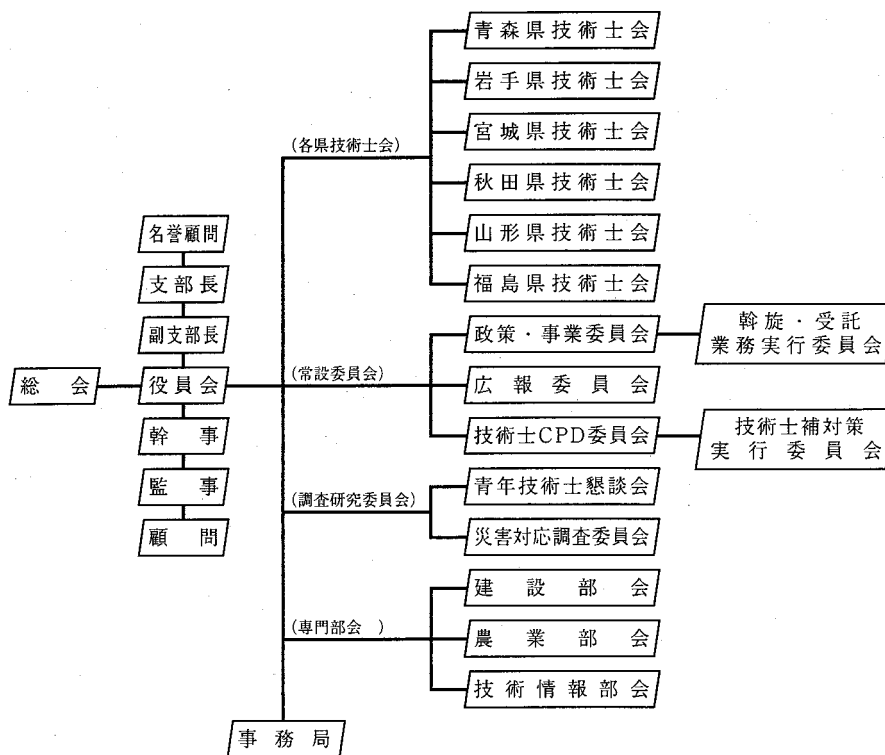 青森県技術士会
岩手県技術士会
宮城県技術士会
秋田県技術士会
山形県技術士会
福島県技術士会
(各県技術士会)
名誉顧問
支部長
副支部長
総会
役員会
幹事
監事
顧問
(常設委員会)
政策・事業委員会
斡旋・受託
業務実行委員会
広報委員会
技術士CPD委員会
技術士補対策
実行委員会
(調査研究委員会)
青年技術士懇談会
災害対応調査委員会
(専門部会　)
建設部会
農業部会
技術情報部会
事務局